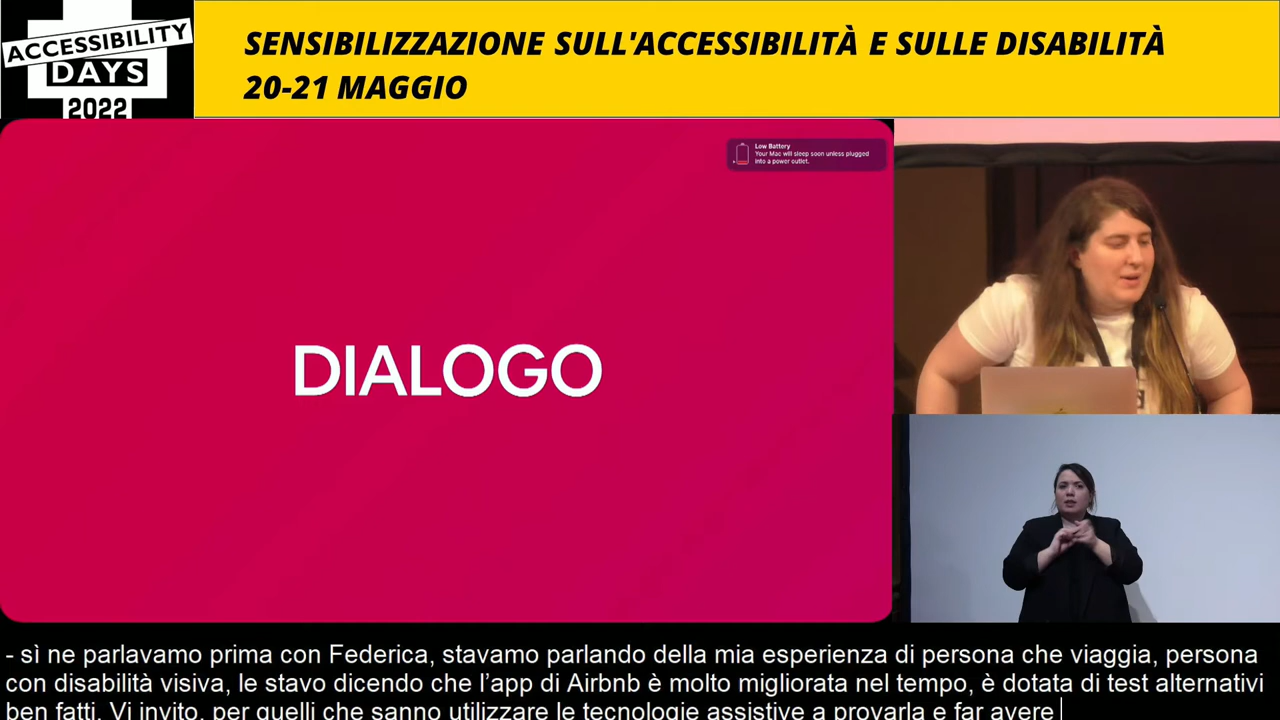 ACCESSIBILITY
DAYS
2022
SENSIBILIZZAZIONE SULL'ACCESSIBILITÀ E SULLE DISABILITÀ
20-21 MAGGIO
Low Battery
Your Mac will sleep soon unless plugged
into a power outlet.
DIALOGO
- sì ne parlavamo prima con Federica, stavamo parlando della mia esperienza di persona che viaggia, persona
con disabilità visiva, le stavo dicendo che l’app di Airbnb è molto migliorata nel tempo, è dotata di test alternativi
ben fatti. Vi invito, per quelli che sanno utilizzare le tecnologie assistive a provarla e far avere